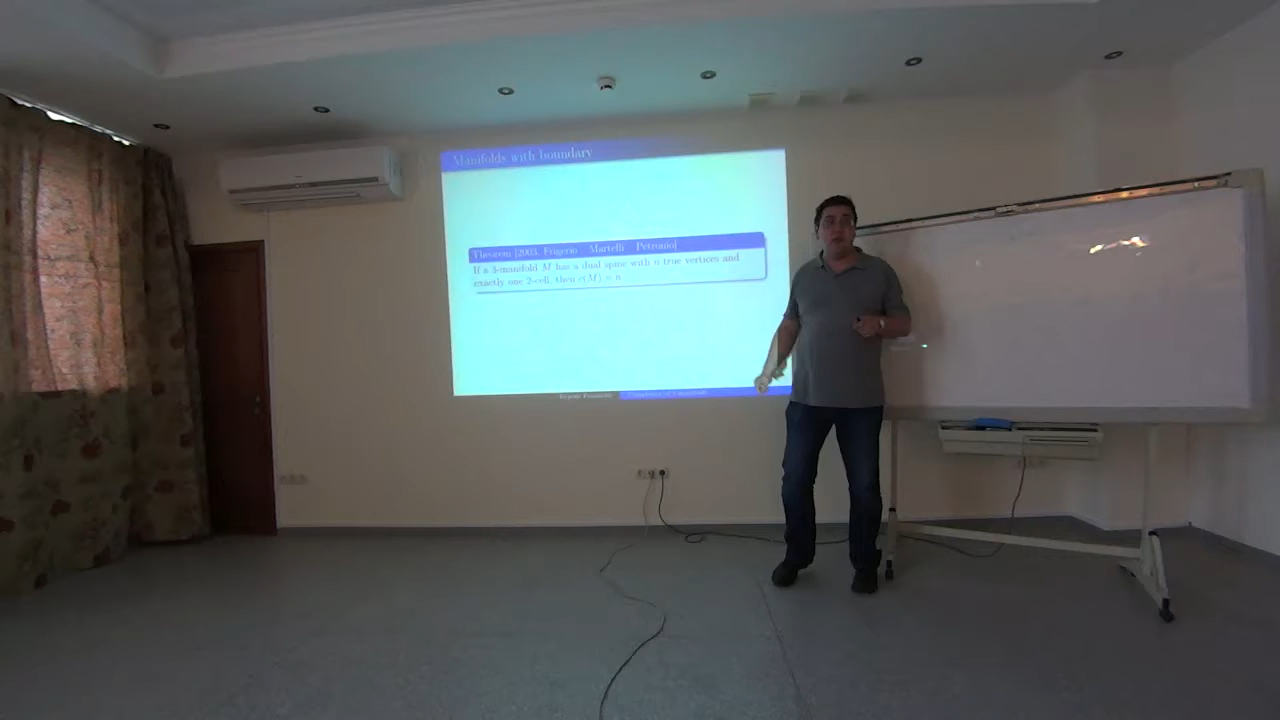 Manifolds with boundary
Theorem [2003, Frigerio – Martelli – Petronio]
If a 3-manifold M has a dual spine with n true vertices and
exactly one 2-cell, then c(M) = n